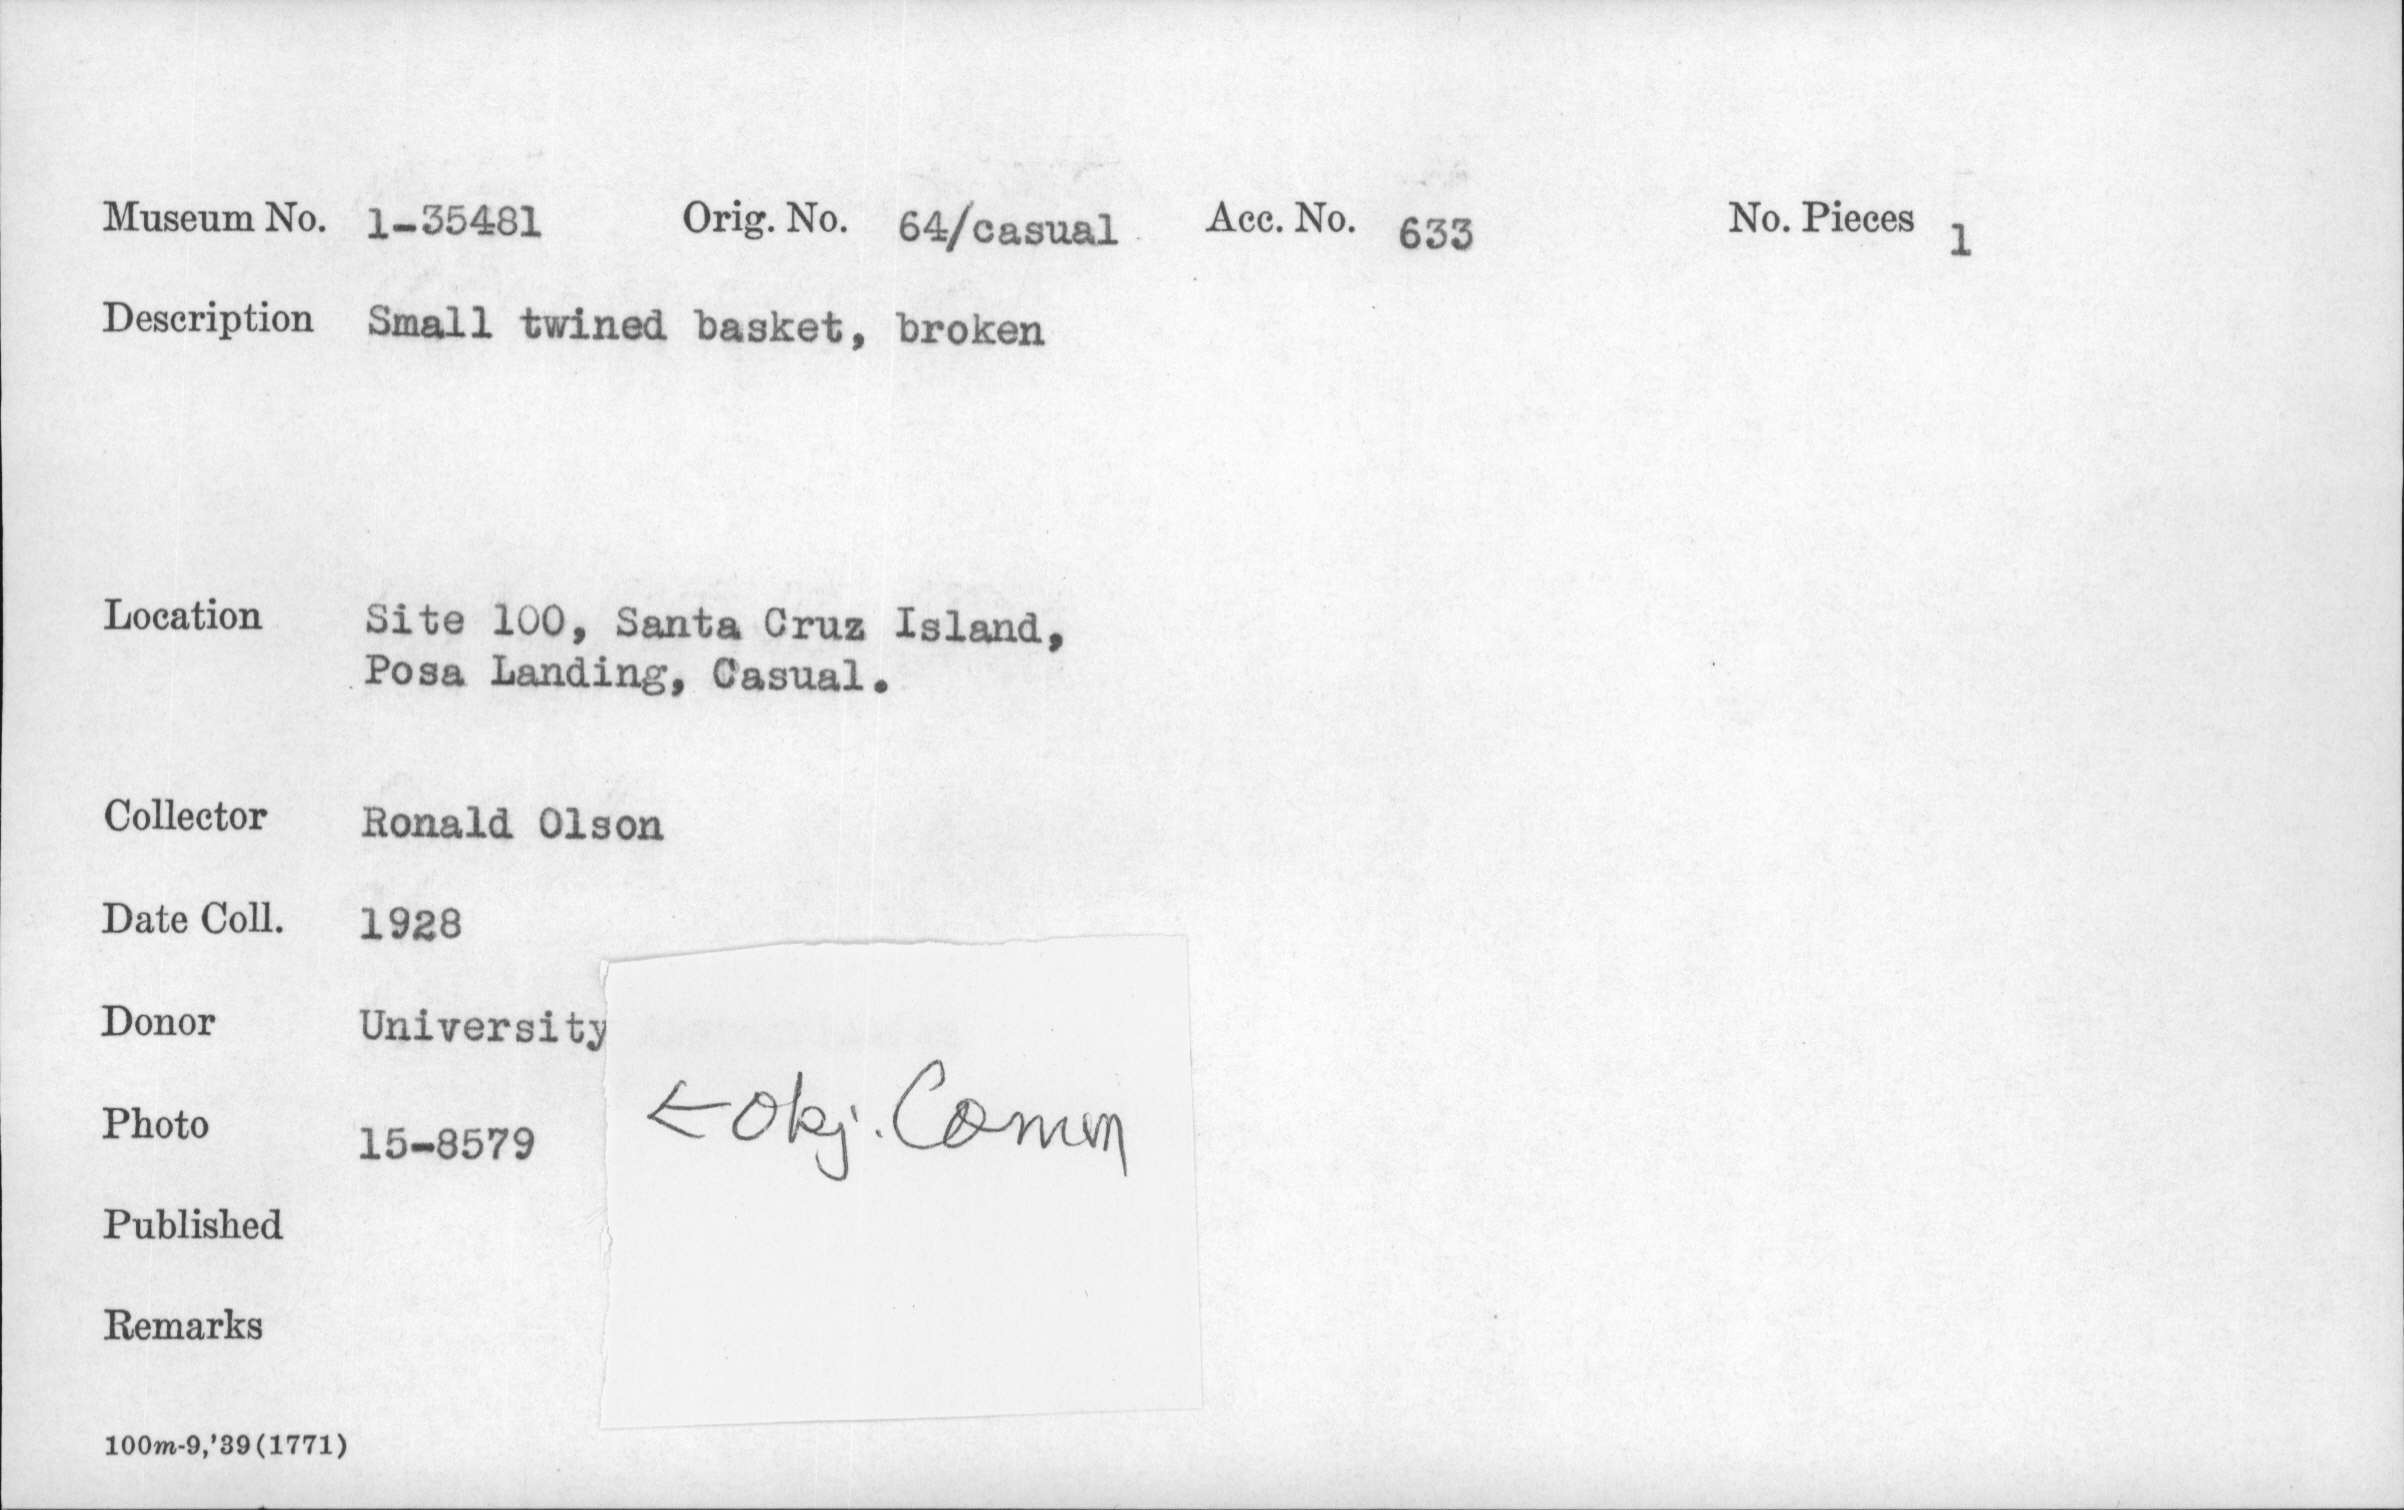 Museum No. 1-35481 Orig. No. 64/casual Acc. No. 633 No. Pieces 1
Description Small twined basket, broken
Location Site 100, Santa Cruz Island,
Posa Landing, Casual.
Collector Ronald Olson
Date Coll. 1928
Donor University
Photo 15-8579
← Obj. Comm
Published
Remarks
100m-9,'39(1771)